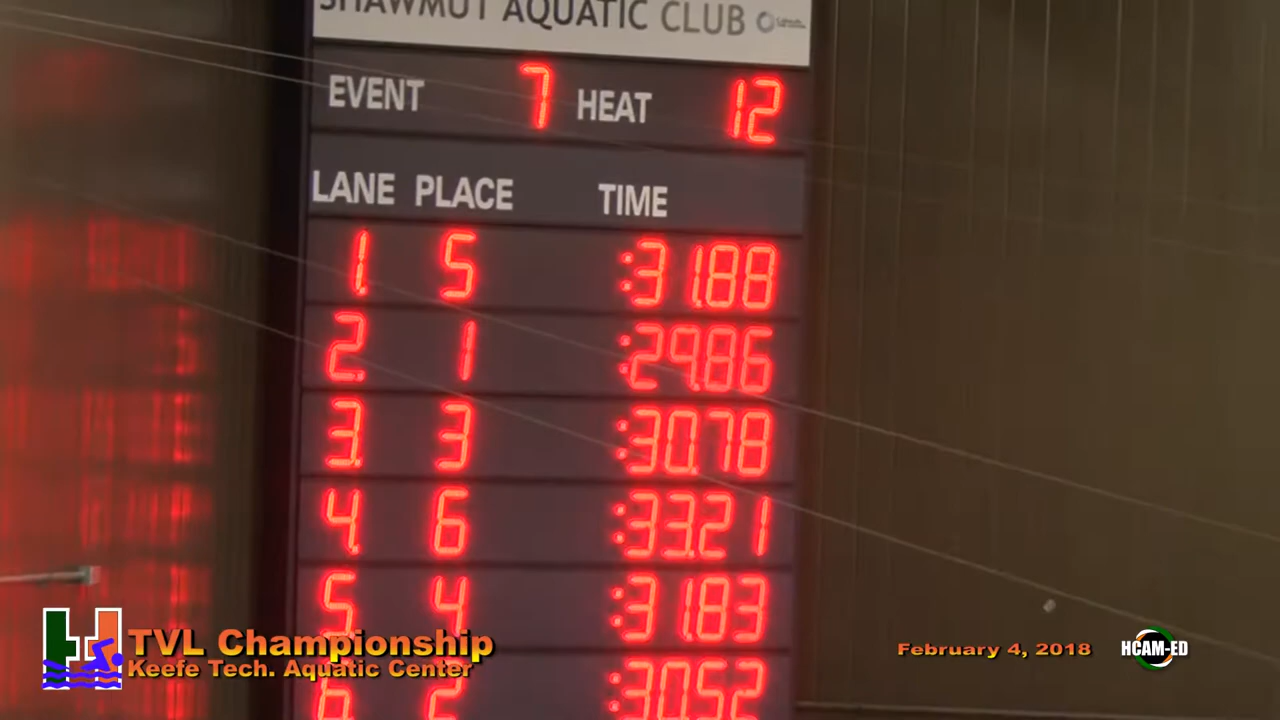 SHAWMUT AQUATIC CLUB
EVENT 7 HEAT 12
LANE PLACE TIME
1. 5 :31.88
2. 1 :29.86
3. 3 :30.78
4. 6 :33.21
5 4 :31.83
6 2 :30.52
TVL Championship
Keefe Tech. Aquatic Center
February 4, 2018
HCAM-ED